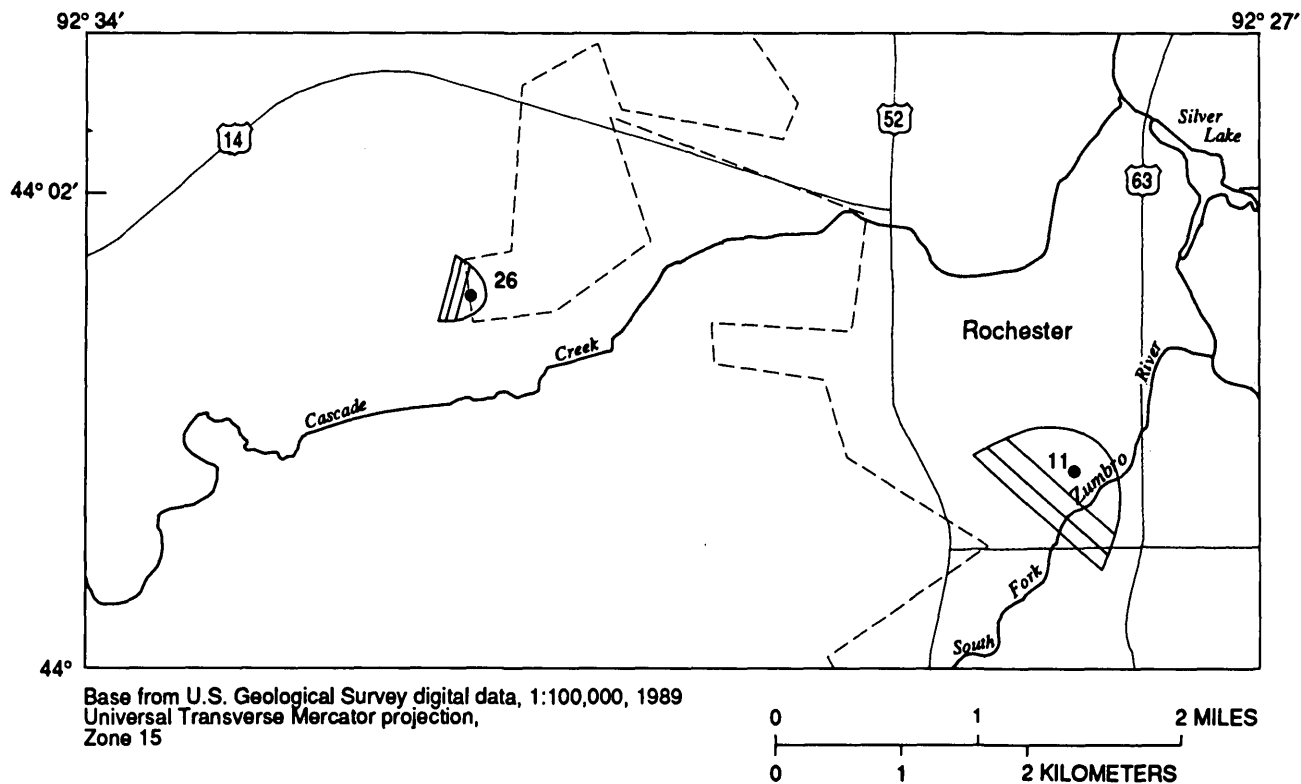 92° 34′
92° 27′
14
52
Silver
Lake
44° 02′
63
26
Rochester
Creek
River
Cascade
11
Zumbro
Fork
South
44°
Base from U.S. Geological Survey digital data, 1:100,000, 1989
Universal Transverse Mercator projection,
Zone 15
0 1 2 MILES
0 1 2 KILOMETERS